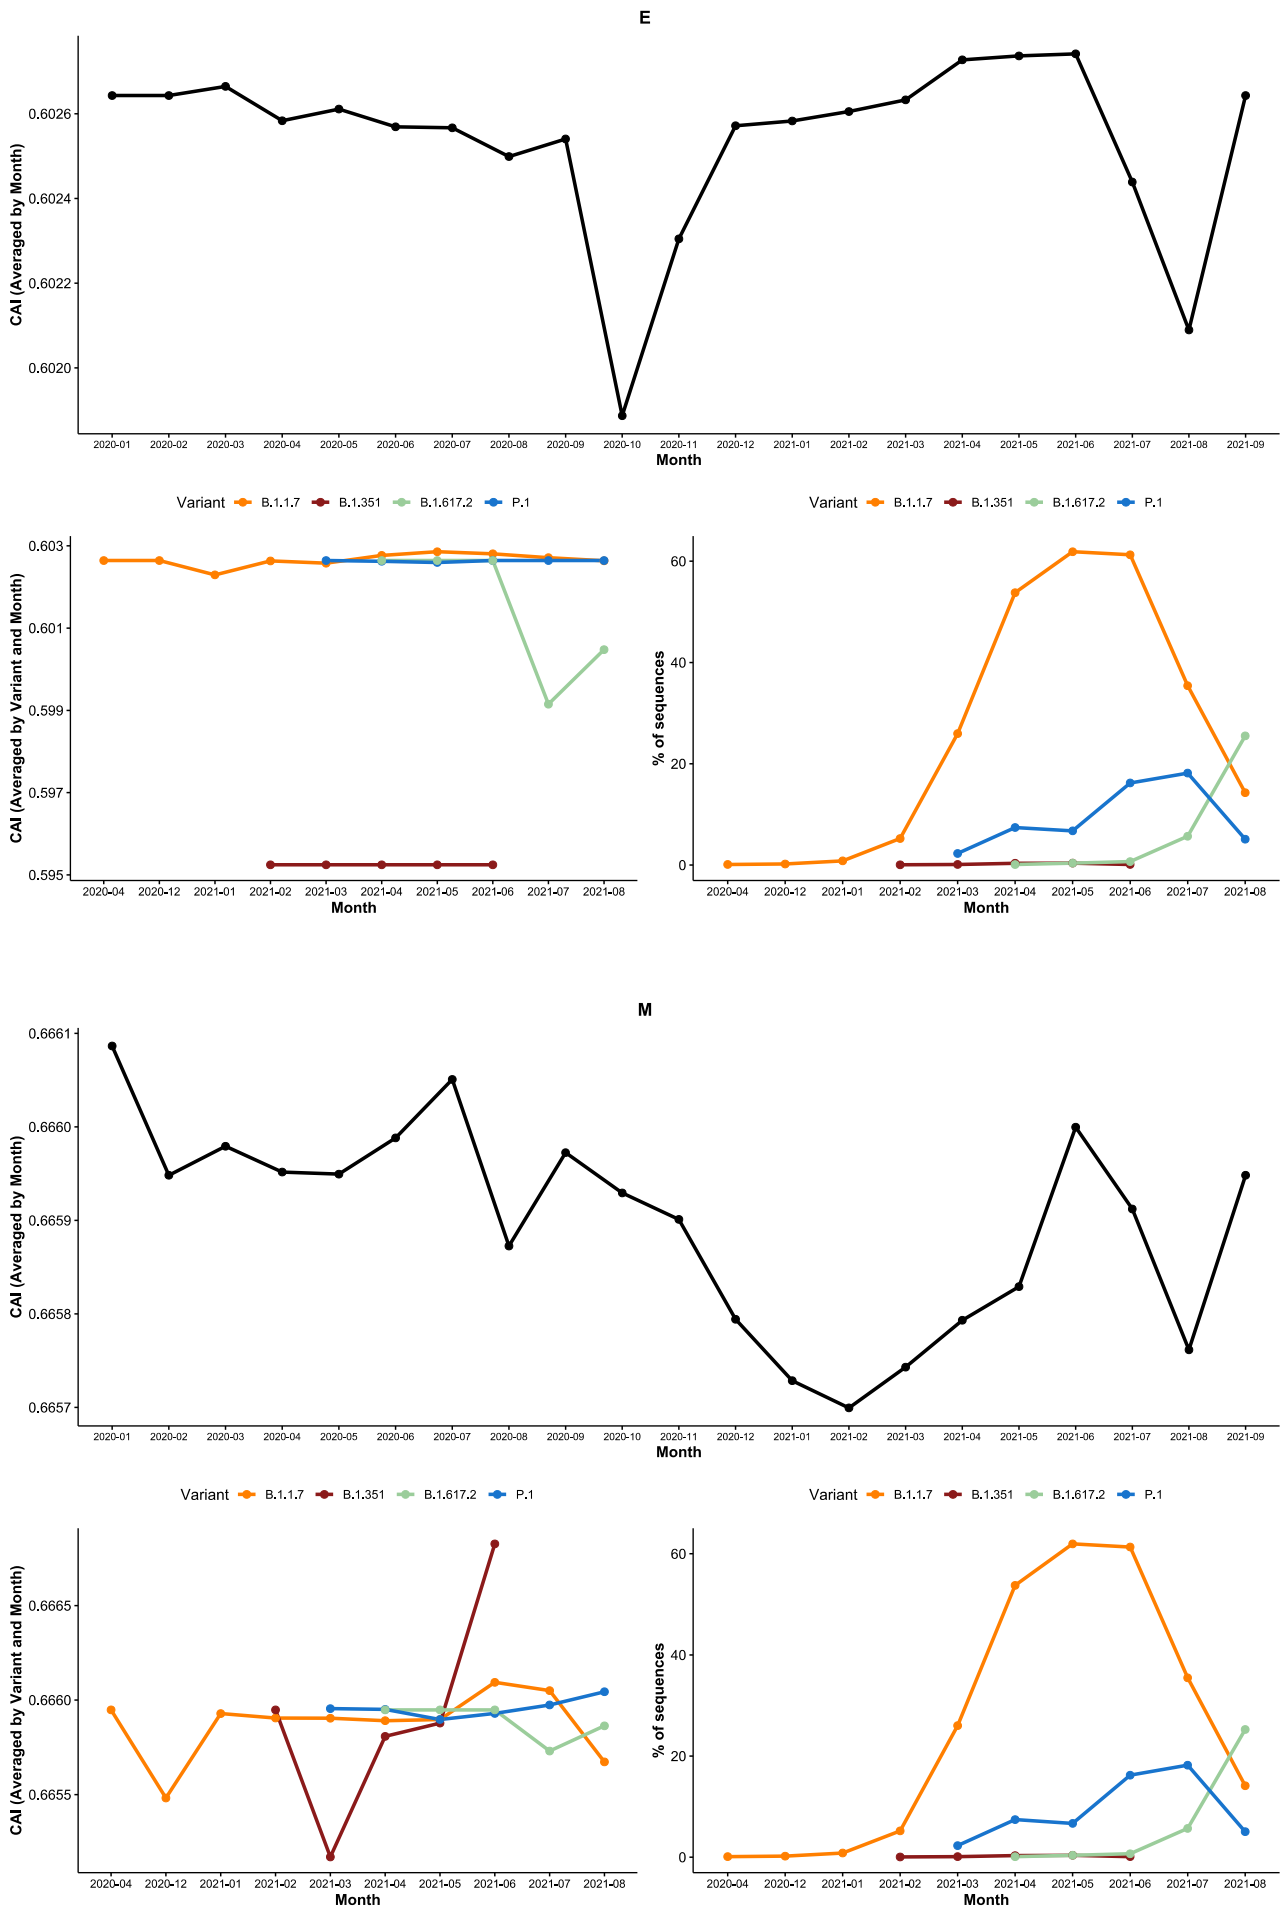 E
CAI (Averaged by Month)
0.6026
0.6024
0.6022
0.6020
2020-01 2020-02 2020-03 2020-04 2020-05 2020-06 2020-07 2020-08 2020-09 2020-10 2020-11 2020-12 2021-01 2021-02 2021-03 2021-04 2021-05 2021-06 2021-07 2021-08 2021-09
Month
Variant B.1.1.7 B.1.351 B.1.617.2 P.1
CAI (Averaged by Variant and Month)
0.603
0.601
0.599
0.597
0.595
2020-04 2020-12 2021-01 2021-02 2021-03 2021-04 2021-05 2021-06 2021-07 2021-08
Month
Variant B.1.1.7 B.1.351 B.1.617.2 P.1
% of sequences
60
40
20
0
2020-04 2020-12 2021-01 2021-02 2021-03 2021-04 2021-05 2021-06 2021-07 2021-08
Month
M
CAI (Averaged by Month)
0.6661
0.6660
0.6659
0.6658
0.6657
2020-01 2020-02 2020-03 2020-04 2020-05 2020-06 2020-07 2020-08 2020-09 2020-10 2020-11 2020-12 2021-01 2021-02 2021-03 2021-04 2021-05 2021-06 2021-07 2021-08 2021-09
Month
Variant B.1.1.7 B.1.351 B.1.617.2 P.1
CAI (Averaged by Variant and Month)
0.6665
0.6660
0.6655
2020-04 2020-12 2021-01 2021-02 2021-03 2021-04 2021-05 2021-06 2021-07 2021-08
Month
Variant B.1.1.7 B.1.351 B.1.617.2 P.1
% of sequences
60
40
20
0
2020-04 2020-12 2021-01 2021-02 2021-03 2021-04 2021-05 2021-06 2021-07 2021-08
Month